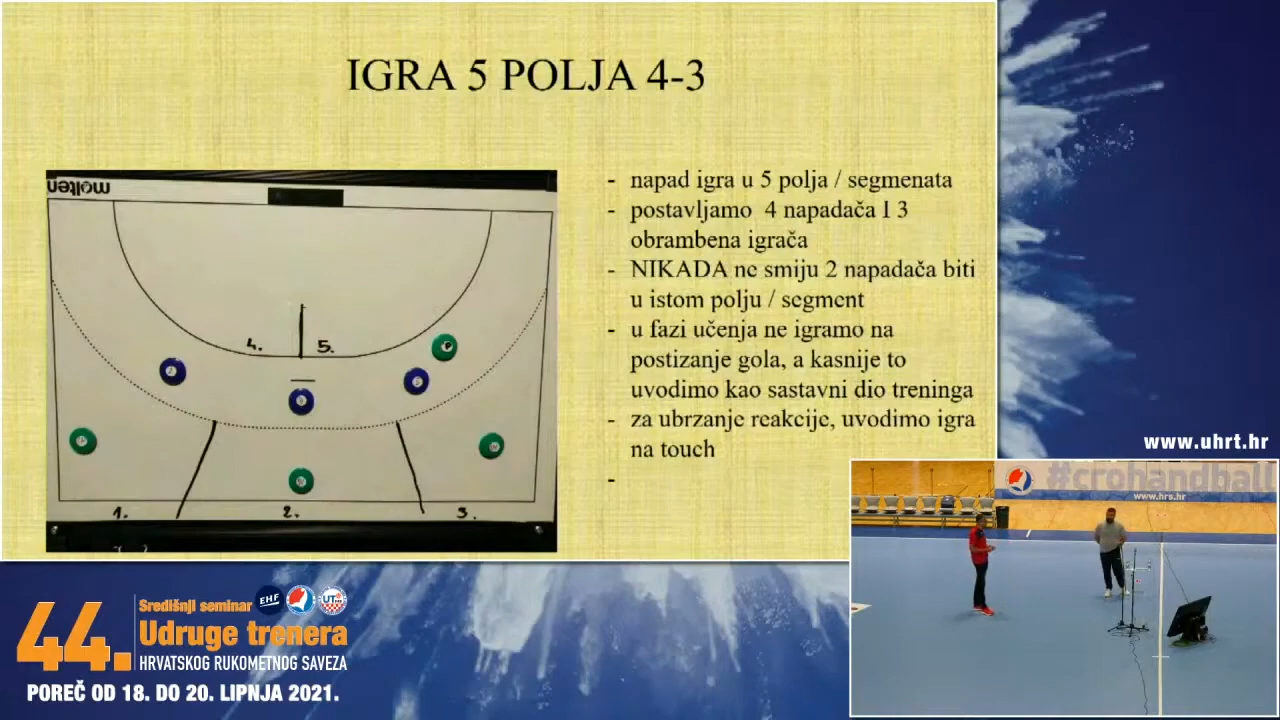 IGRA 5 POLJA 4-3
molten
4.
5.
1.
2.
3.
- napad igra u 5 polja / segmenata
- postavljamo 4 napadača I 3
obrambena igrača
- NIKADA ne smiju 2 napadača biti
u istom polju / segment
- u fazi učenja ne igramo na
postizanje gola, a kasnije to
uvodimo kao sastavni dio treninga
- za ubrzanje reakcije, uvodimo igra
na touch
-
www.uhrt.hr
#crohandball
www.hrs.hr
44.
Središnji seminar
EHF
Udruge trenera
HRVATSKOG RUKOMETNOG SAVEZA
POREČ OD 18. DO 20. LIPNJA 2021.